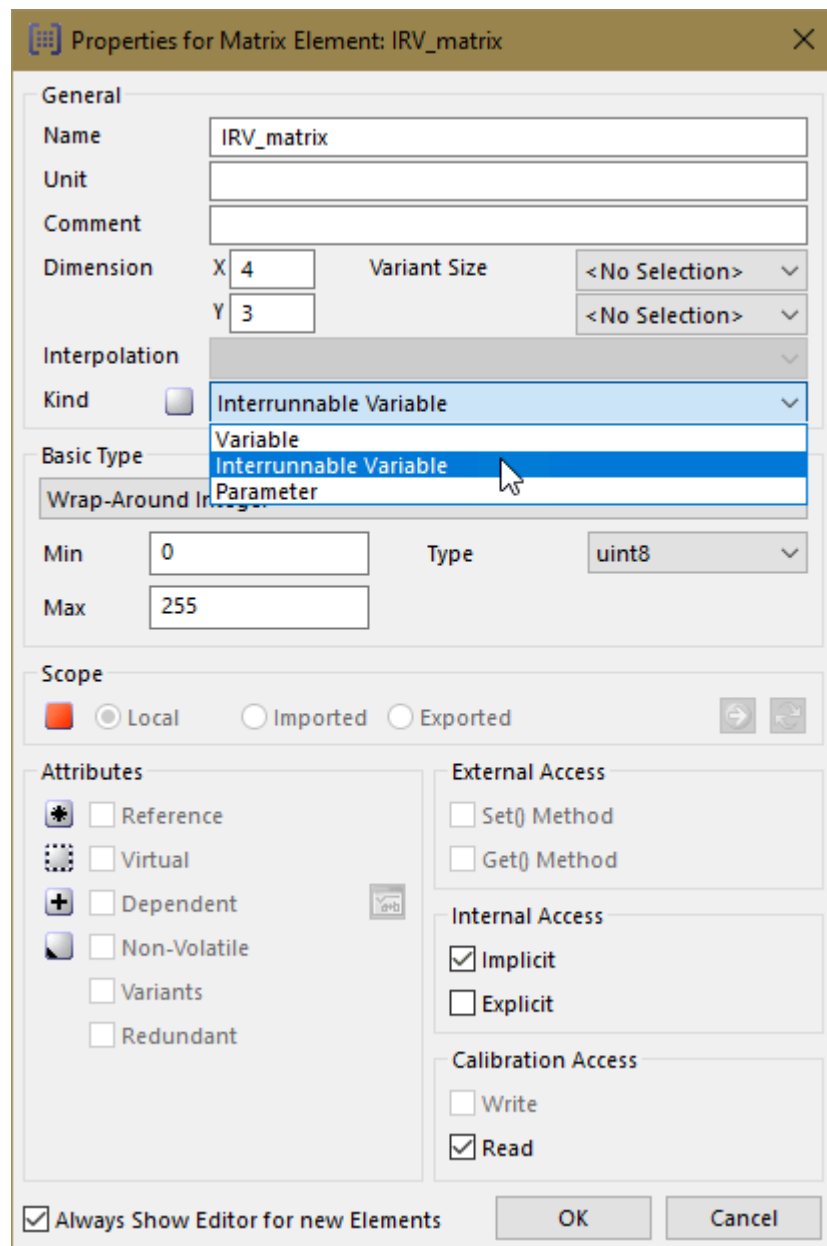 Properties for Matrix Element: IRV_matrix
General
Name IRV_matrix
Unit
Comment
Dimension X 4 Variant Size <No Selection>
Y 3 <No Selection>
Interpolation
Kind Interrunnable Variable
Variable
Basic Type
Interrunnable Variable
Parameter
Wrap-Around Integer
Min 0 Type uint8
Max 255
Scope
Local Imported Exported
Attributes
Reference
Virtual
Dependent
Non-Volatile
Variants
Redundant
External Access
Set() Method
Get() Method
Internal Access
Implicit
Explicit
Calibration Access
Write
Read
Always Show Editor for new Elements OK Cancel